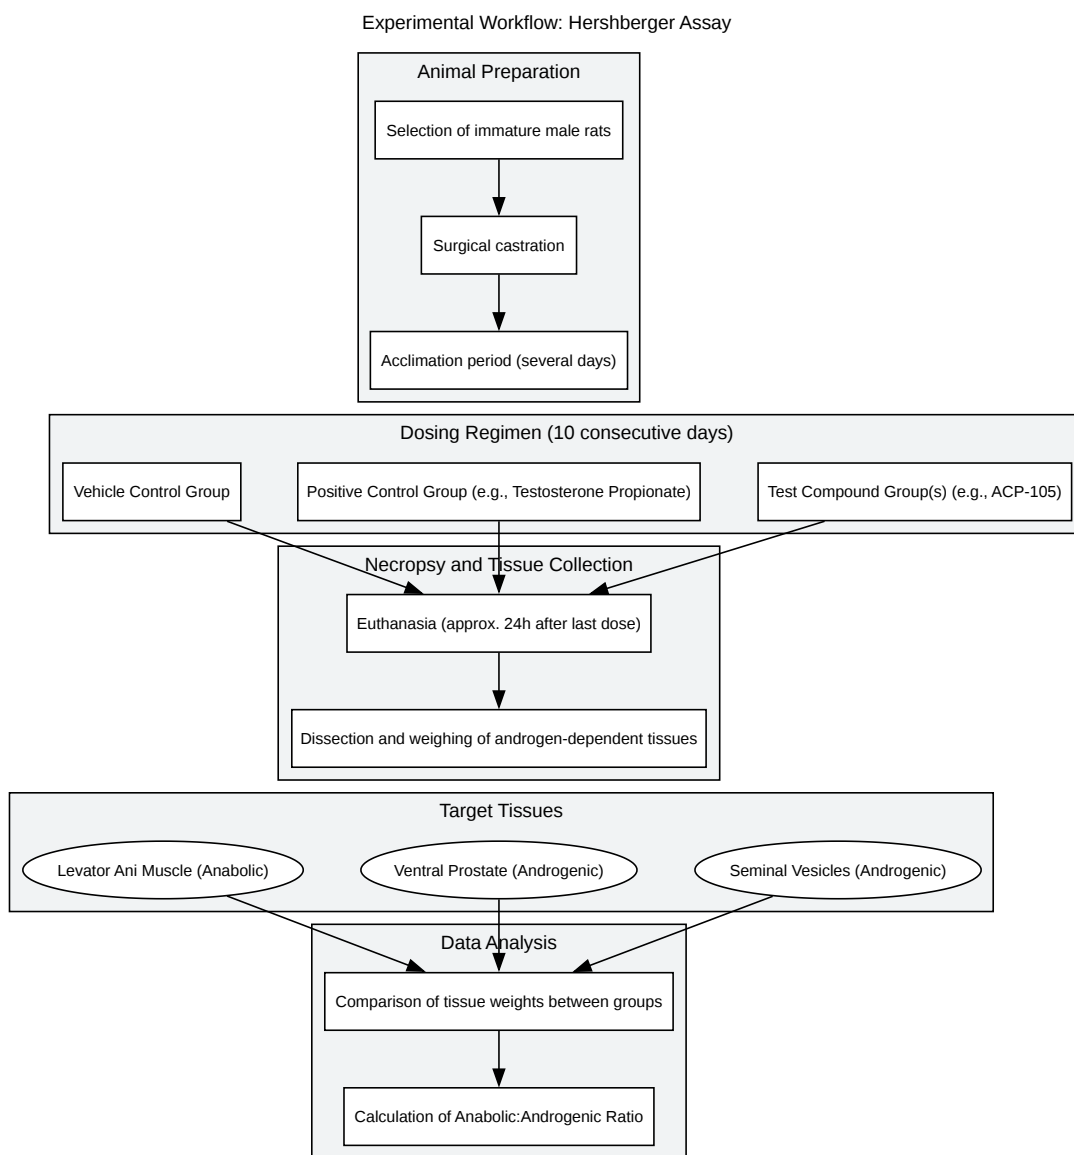 Experimental Workflow: Hershberger Assay
Animal Preparation
Selection of immature male rats
Surgical castration
Acclimation period (several days)
Dosing Regimen (10 consecutive days)
Vehicle Control Group
Positive Control Group (e.g., Testosterone Propionate)
Test Compound Group(s) (e.g., ACP-105)
Necropsy and Tissue Collection
Euthanasia (approx. 24h after last dose)
Dissection and weighing of androgen-dependent tissues
Target Tissues
Levator Ani Muscle (Anabolic)
Ventral Prostate (Androgenic)
Seminal Vesicles (Androgenic)
Data Analysis
Comparison of tissue weights between groups
Calculation of Anabolic:Androgenic Ratio